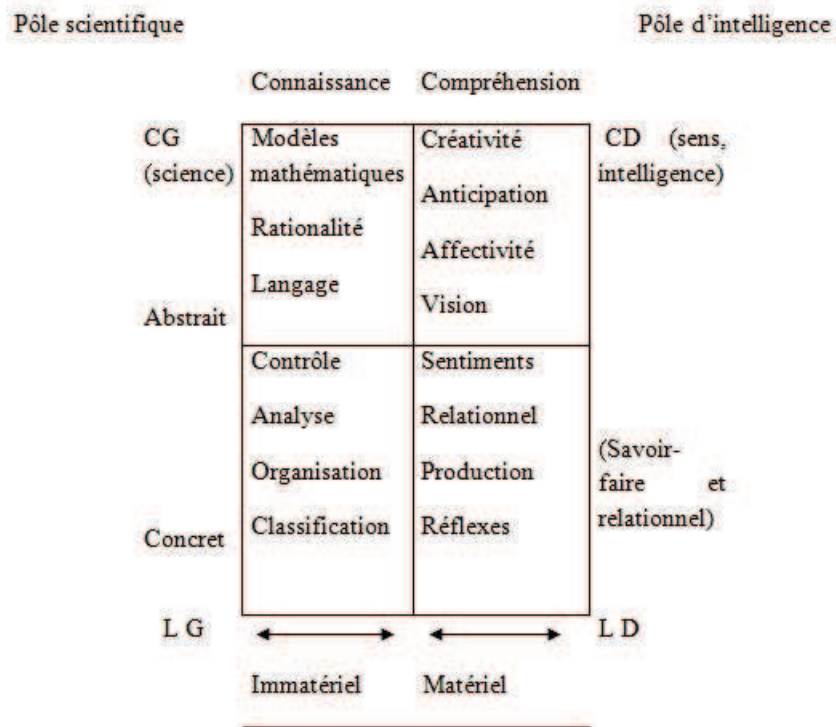 Pôle scientifique Pôle d'intelligence
Connaissance Compréhension
CG Modèles Créativité CD (sens,
(science) mathématiques intelligence)
Anticipation
Rationalité
Affectivité
Langage
Vision
Abstrait
Contrôle Sentiments
Analyse Relationnel
(Savoir-
Organisation Production faire et
relationnel)
Classification Réflexes
Concret
L G L D
Immatériel Matériel